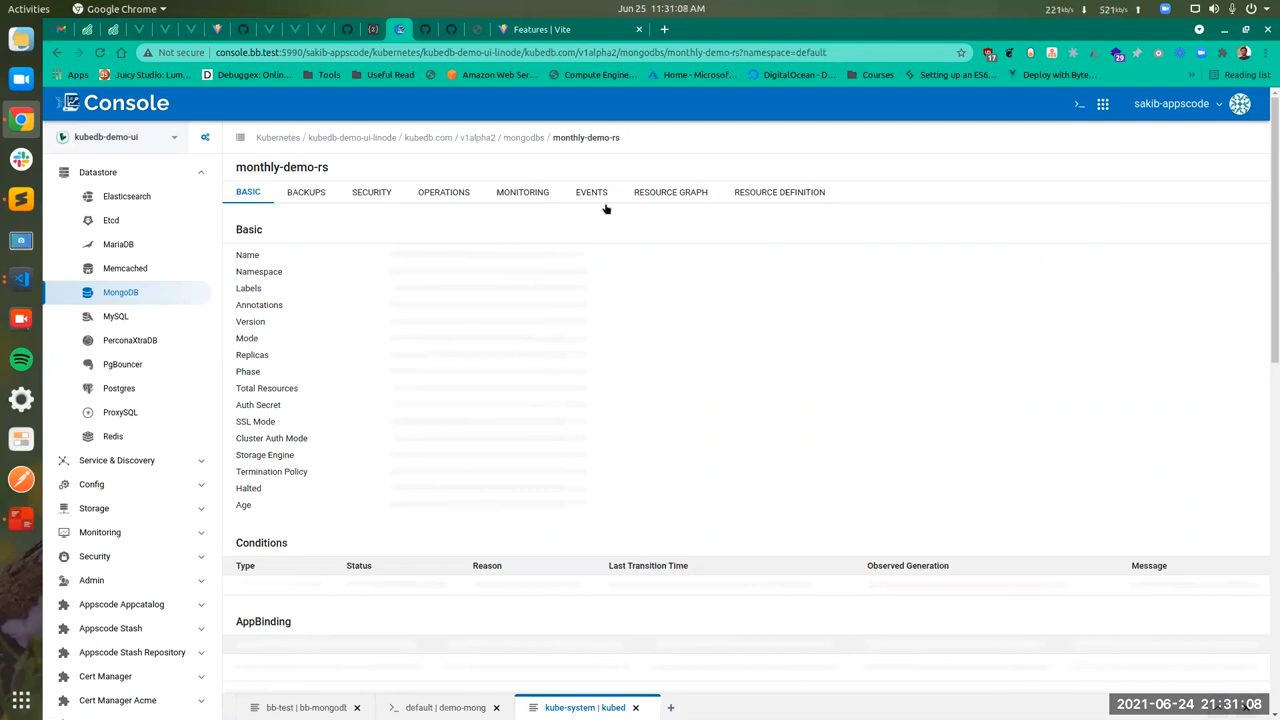 Activities Google Chrome Jun 25 11:31:08 AM 221kb/s 40kb/s
Features | Vite
Not secure console.bb.test:5990/sakib-appscode/kubernetes/kubedb-demo-ui-linode/kubedb.com/v1alpha2/mongodbs/monthly-demo-rs?namespace=default 17 29
Apps Juicy Studio: Lum... Debuggex: Onlin... Tools Useful Read Amazon Web Ser... Compute Engine... Home - Microsof... DigitalOcean - D... Courses Setting up an ES6... Deploy with Byte... » Reading list
Console sakib-appscode
kubedb-demo-ui
Kubernetes / kubedb-demo-ui-linode / kubedb.com / v1alpha2 / mongodbs / monthly-demo-rs
monthly-demo-rs
BASIC BACKUPS SECURITY OPERATIONS MONITORING EVENTS RESOURCE GRAPH RESOURCE DEFINITION
Datastore
Elasticsearch
Etcd
MariaDB
Memcached
MongoDB
MySQL
PerconaXtraDB
PgBouncer
Postgres
ProxySQL
Redis
Service & Discovery
Config
Storage
Monitoring
Security
Admin
Appscode Appcatalog
Appscode Stash
Appscode Stash Repository
Cert Manager
Cert Manager Acme
Basic
Name
Namespace
Labels
Annotations
Version
Mode
Replicas
Phase
Total Resources
Auth Secret
SSL Mode
Cluster Auth Mode
Storage Engine
Termination Policy
Halted
Age
Conditions
Type Status Reason Last Transition Time Observed Generation Message
AppBinding
bb-test | bb-mongodb default | demo-mong kube-system | kubed
2021-06-24 21:31:08